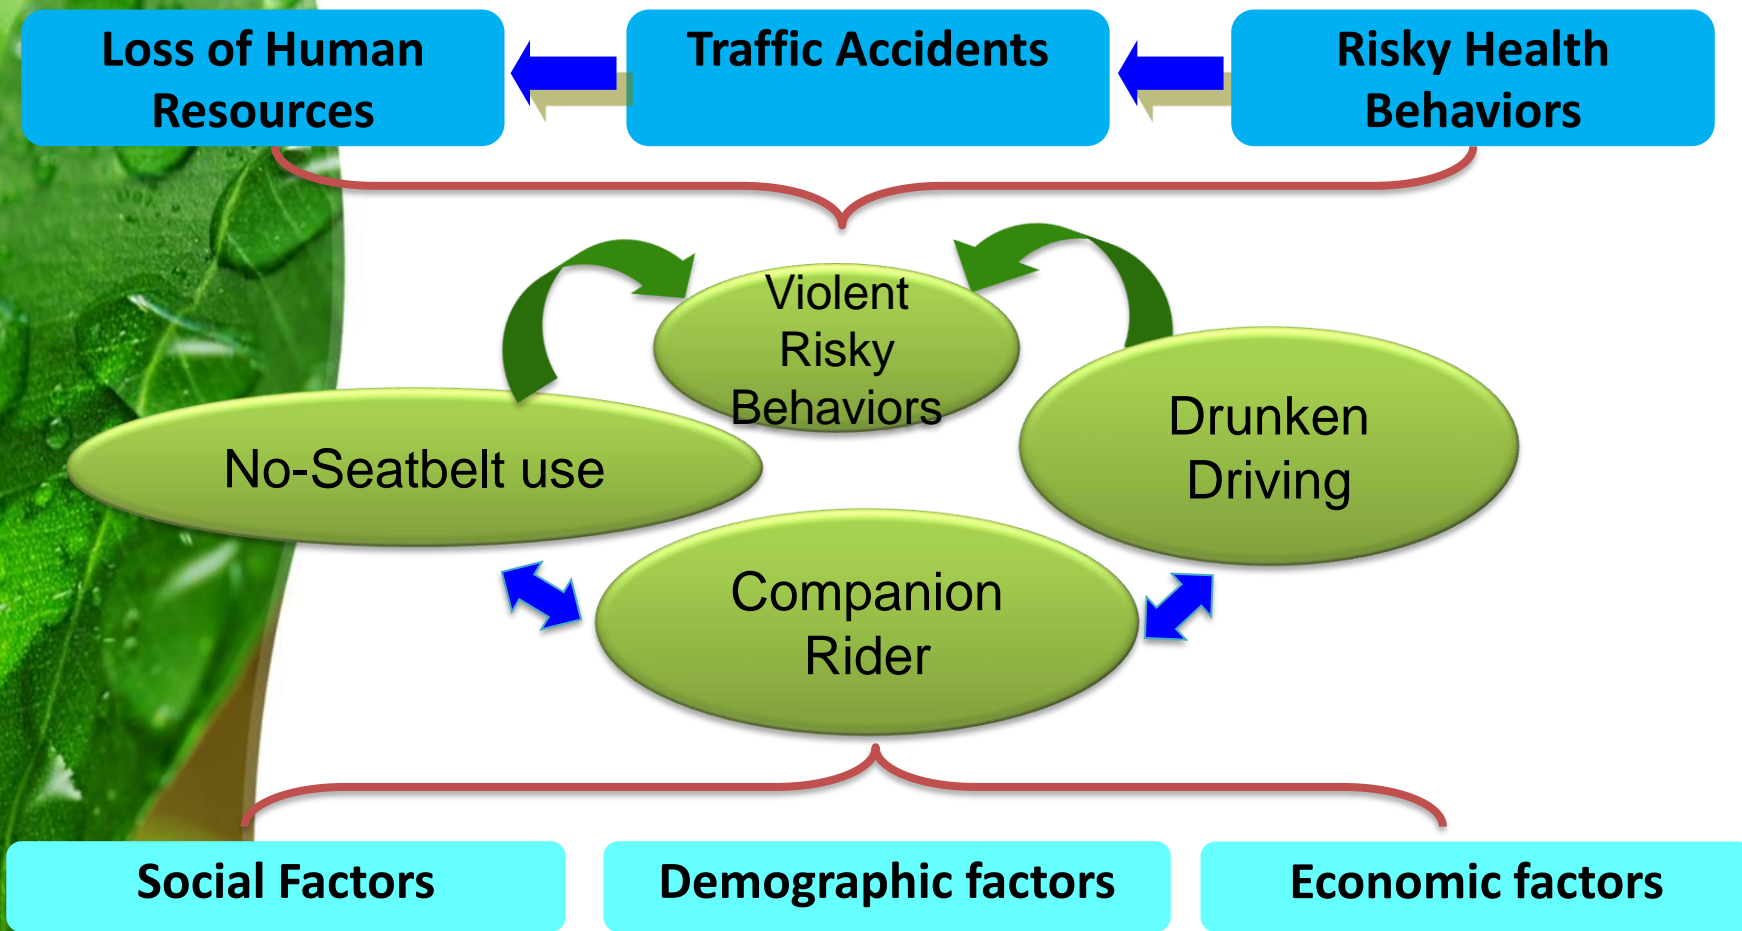 Loss of Human
Resources
Traffic Accidents
Risky Health
Behaviors
Violent
Risky
Behaviors
No-Seatbelt use
Drunken
Driving
Companion
Rider
Social Factors
Demographic factors
Economic factors